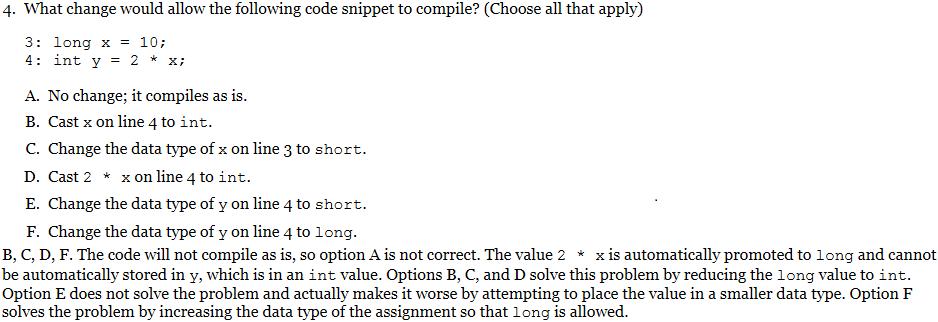 4. What change would allow the following code snippet to compile? (Choose all that apply)
3: long x = 10;
4: int y = 2 * x;
A. No change; it compiles as is.
B. Cast x on line 4 to int.
C. Change the data type of x on line 3 to short.
D. Cast 2 * x on line 4 to int.
E. Change the data type of y on line 4 to short.
F. Change the data type of y on line 4 to long.
B, C, D, F. The code will not compile as is, so option A is not correct. The value 2 * x is automatically promoted to long and cannot
be automatically stored in y, which is in an int value. Options B, C, and D solve this problem by reducing the long value to int.
Option E does not solve the problem and actually makes it worse by attempting to place the value in a smaller data type. Option F
solves the problem by increasing the data type of the assignment so that long is allowed.